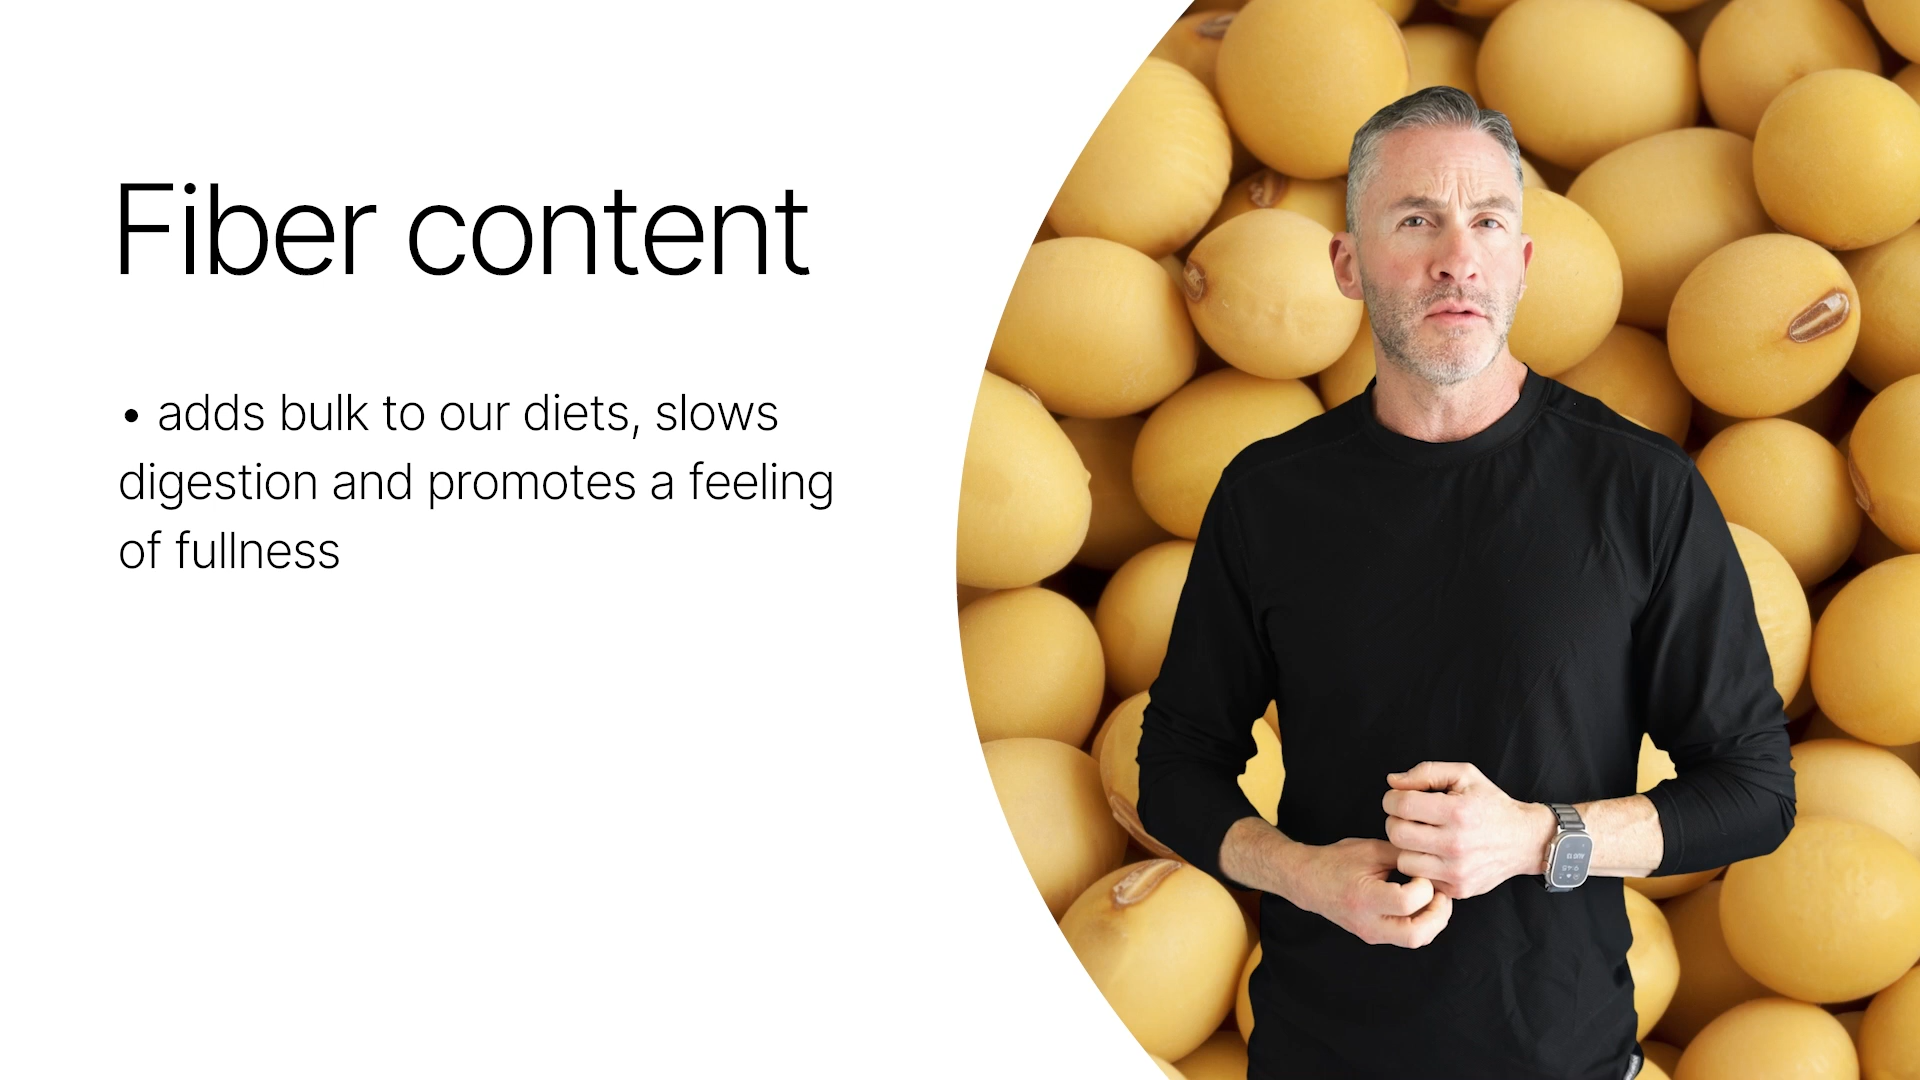 Fiber content
• adds bulk to our diets, slows
digestion and promotes a feeling
of fullness